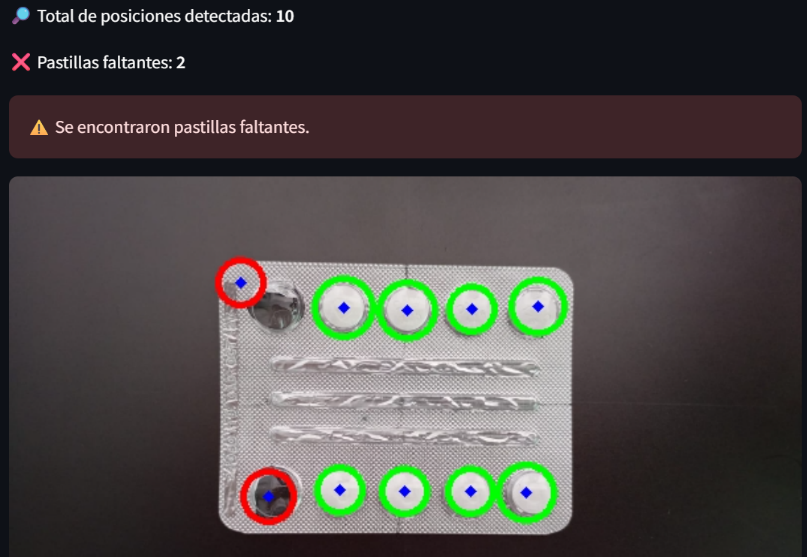 Total de posiciones detectadas: 10
Pastillas faltantes: 2
Se encontraron pastillas faltantes.